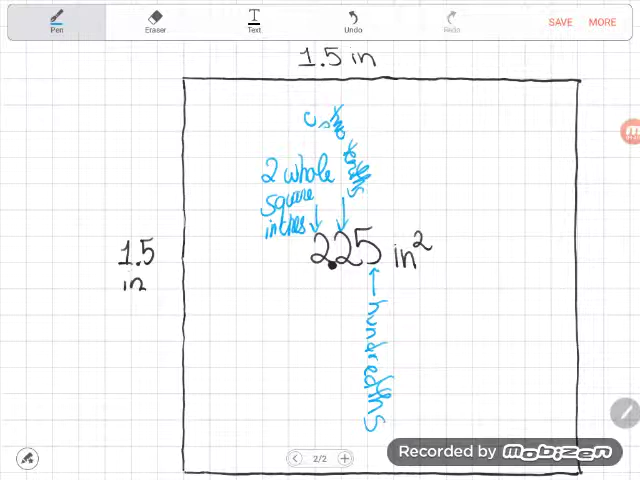 Pen
Eraser
Text
Undo
Redo
SAVE
MORE
1.5 in
2 whole
square
inches
tenths
1.5
in
2.25 in²
hundredths
2/2
Recorded by mobizen